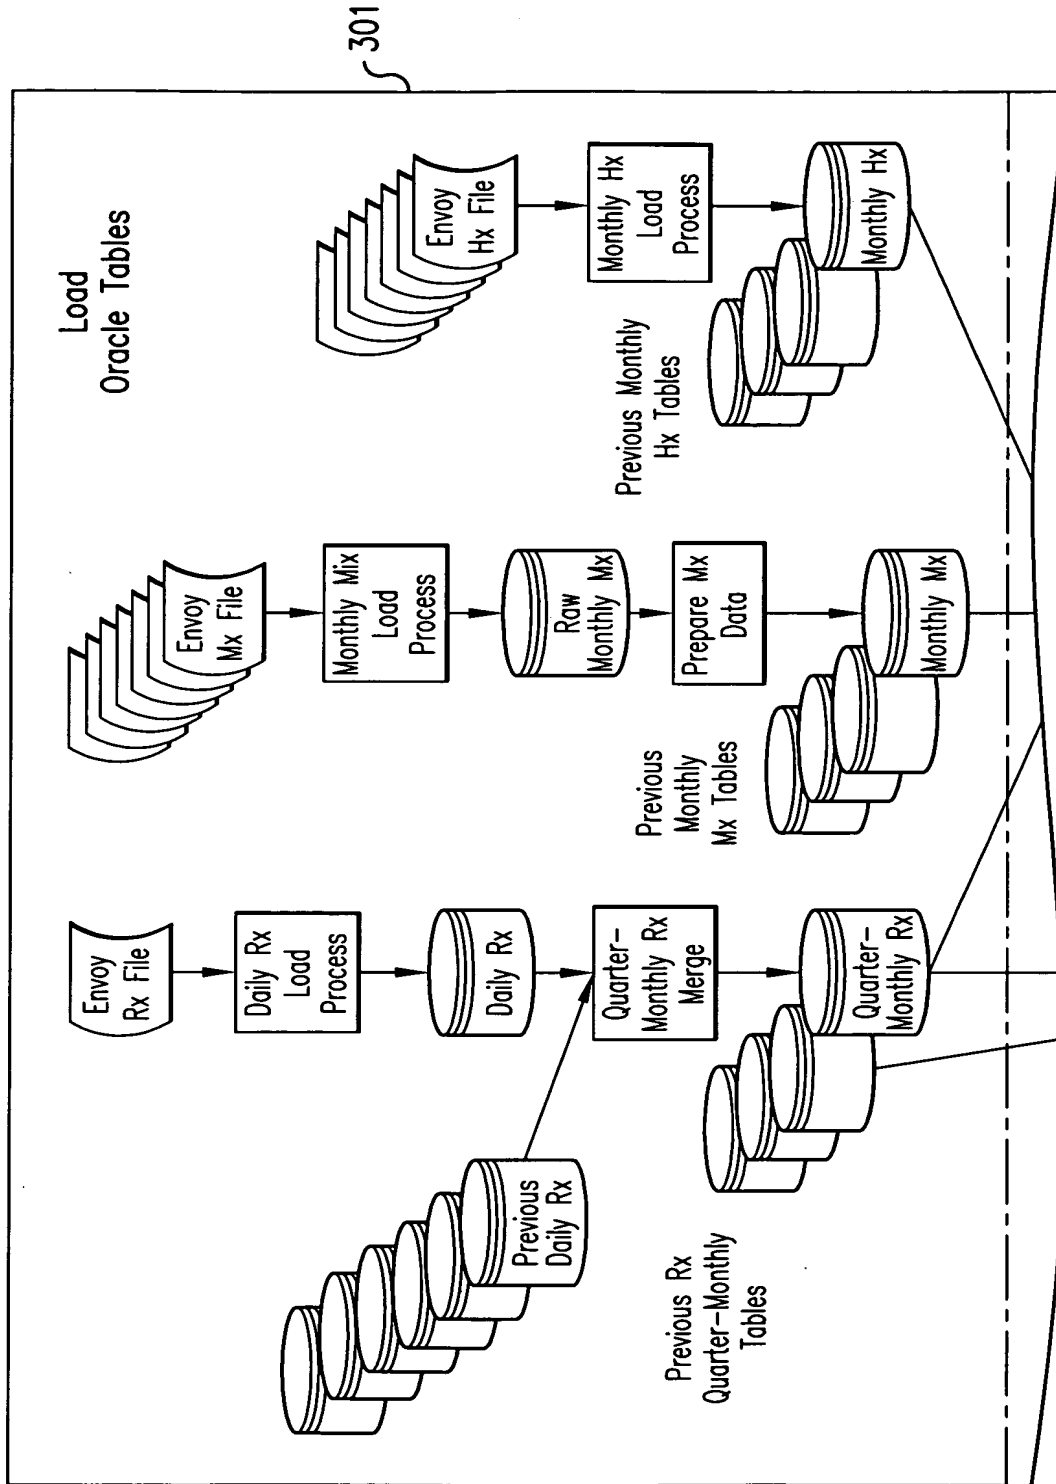 301
Load
Oracle Tables
Envoy
Rx File
Daily Rx
Load
Process
Daily Rx
Previous
Daily Rx
Quarter-
Monthly Rx
Merge
Previous Rx
Quarter-Monthly
Tables
Quarter-
Monthly Rx
Envoy
Mx File
Monthly Mix
Load
Process
Raw
Monthly Mx
Prepare Mx
Data
Previous
Monthly
Mx Tables
Monthly Mx
Envoy
Hx File
Monthly Hx
Load
Process
Previous Monthly
Hx Tables
Monthly Hx